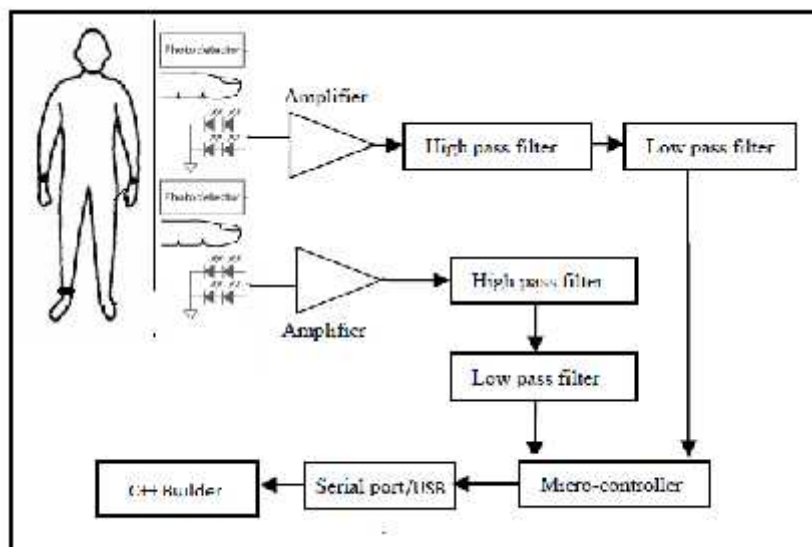 Photodetector
Amplifier
High pass filter
Low pass filter
Photodetector
High pass filter
Amplifier
Low pass filter
C++ Builder
Serial port/USB
Micro-controller